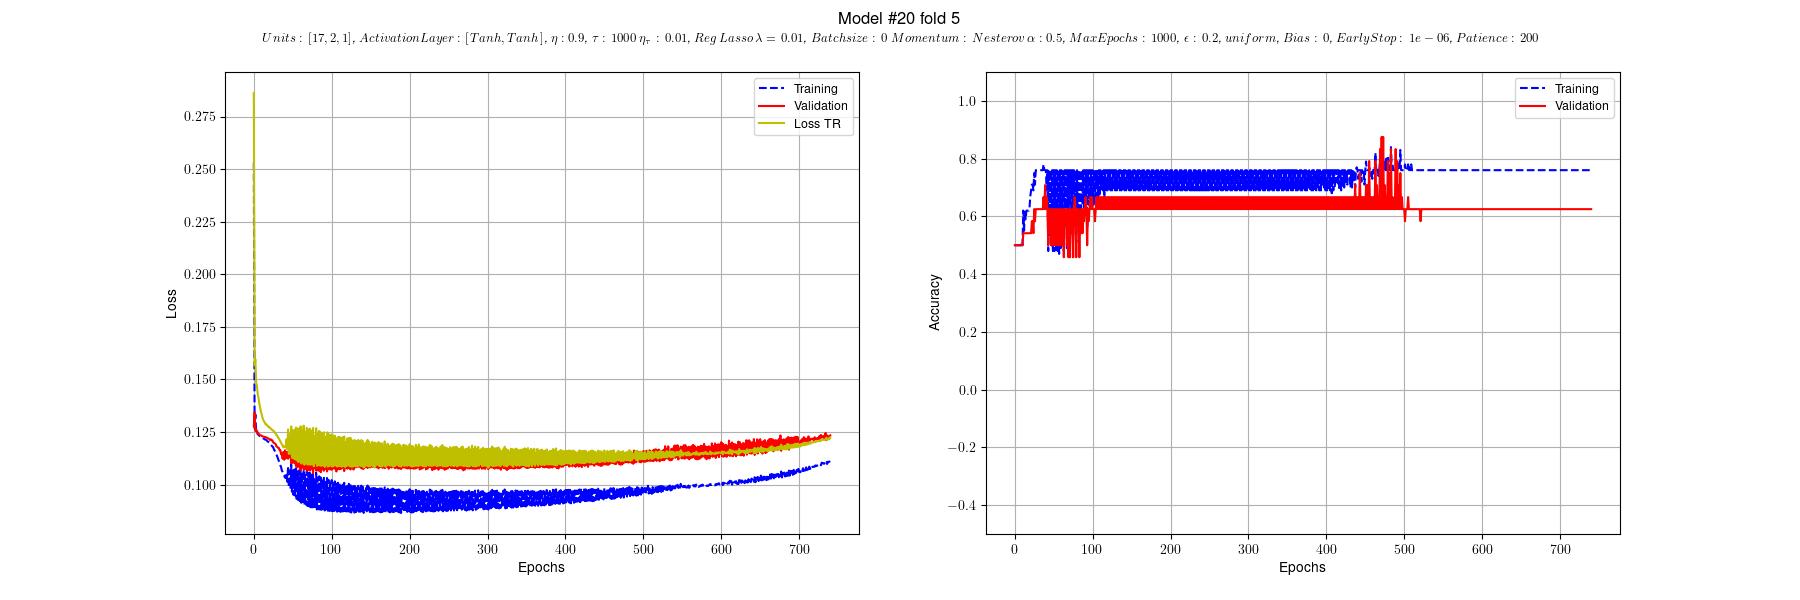 Model #20 fold 5
Units : [17, 2, 1], ActivationLayer : [Tanh, Tanh], η : 0.9, τ : 1000 η_τ : 0.01, Reg Lasso λ = 0.01, Batchsize : 0 Momentum : Nesterov α : 0.5, MaxEpochs : 1000, ϵ : 0.2, uniform, Bias : 0, EarlyStop : 1e − 06, Patience : 200
Training
Validation
Loss TR
0.275
0.250
0.225
0.200
0.175
0.150
0.125
0.100
Loss
0
100
200
300
400
500
600
700
Epochs
Training
Validation
1.0
0.8
0.6
0.4
0.2
0.0
−0.2
−0.4
Accuracy
0
100
200
300
400
500
600
700
Epochs